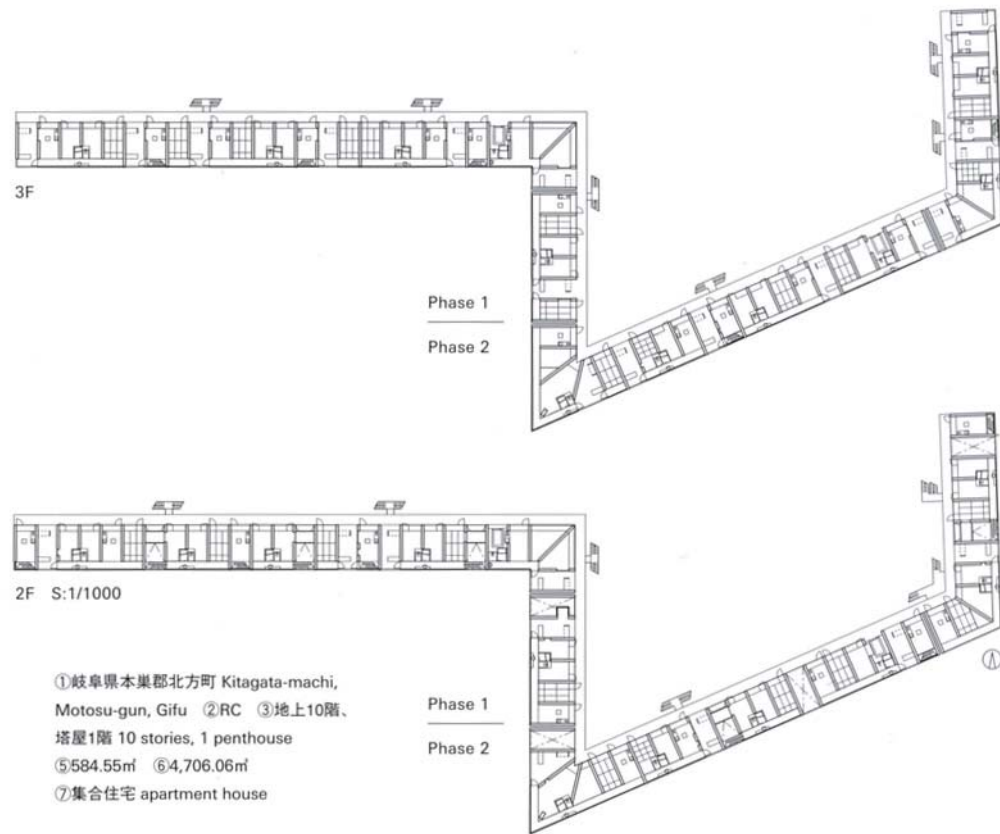 3F
Phase 1
Phase 2
2F S:1/1000
①岐阜県本巣郡北方町 Kitagata-machi,
Motosu-gun, Gifu ②RC ③地上10階、
塔屋1階 10 stories, 1 penthouse
⑤584.55㎡ ⑥4,706.06㎡
⑦集合住宅 apartment house
Phase 1
Phase 2